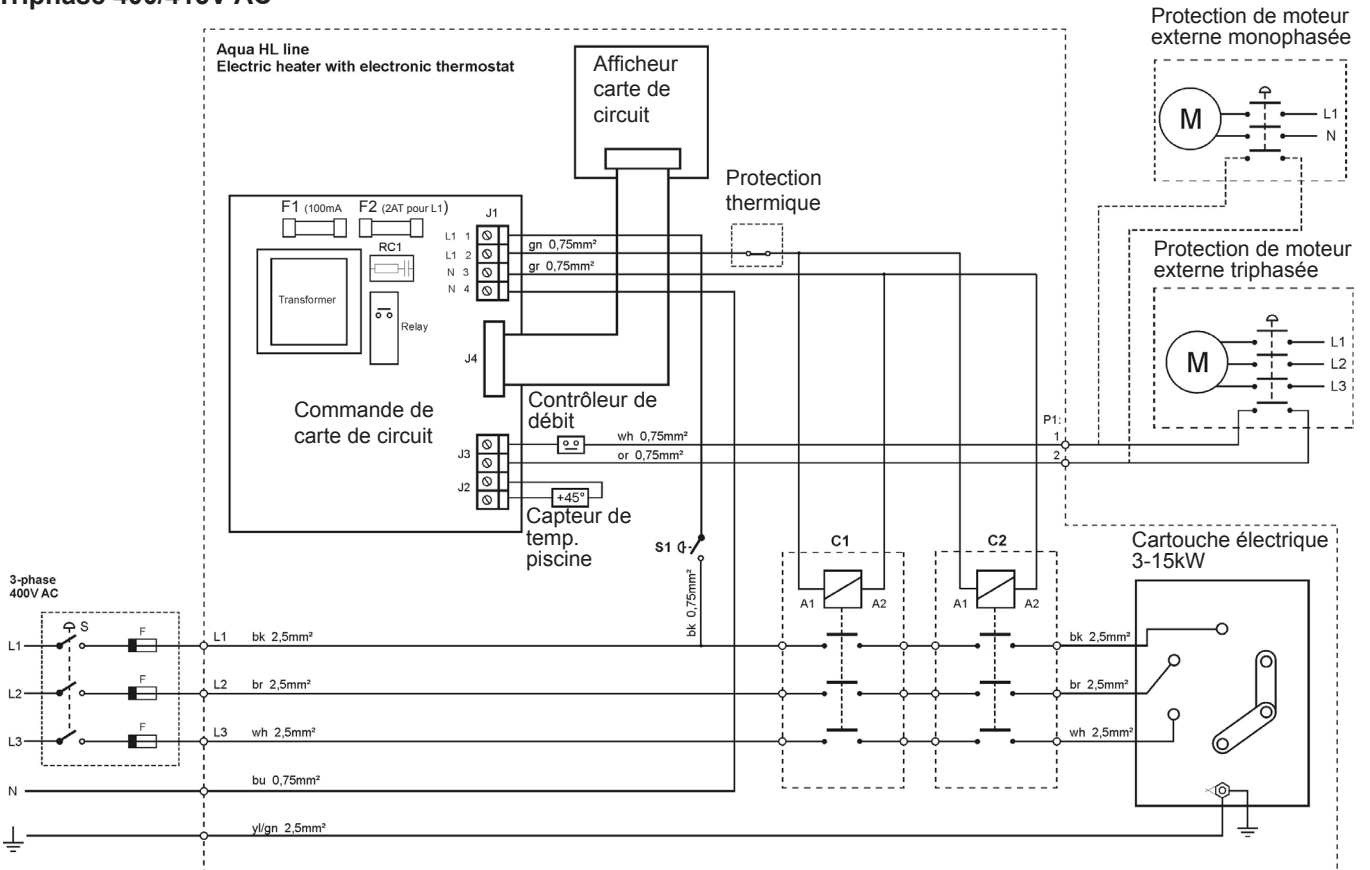 Triphasé 400/415V AC
Protection de moteur
externe monophasée
Aqua HL line
Electric heater with electronic thermostat
Afficheur
carte de
circuit
M
L1
N
Protection
thermique
F1 (100mA
F2 (2AT pour L1)
J1
L1 1
L1 2
N 3
N 4
gn 0,75mm²
gr 0,75mm²
RC1
Transformer
Relay
J4
Protection de moteur
externe triphasée
M
L1
L2
L3
Commande de
carte de circuit
Contrôleur de
débit
J3
J2
wh 0,75mm²
or 0,75mm²
P1:
1
2
+45°
Capteur de
temp.
piscine
S1
bk 0,75mm²
C1
A1
A2
C2
A1
A2
Cartouche électrique
3-15kW
3-phase
400V AC
S
F
L1
L1
bk 2,5mm²
bk 2,5mm²
F
L2
L2
br 2,5mm²
br 2,5mm²
F
L3
L3
wh 2,5mm²
wh 2,5mm²
N
bu 0,75mm²
yl/gn 2,5mm²